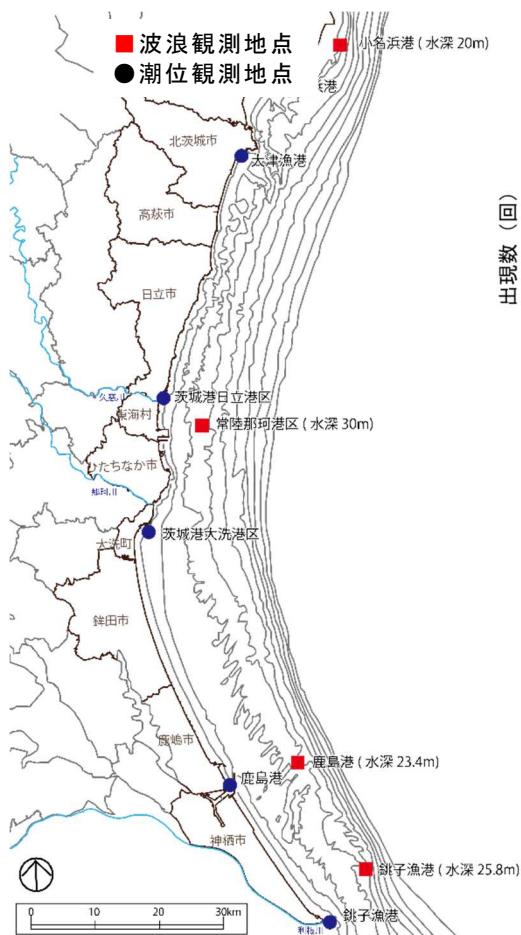 波浪観測地点
潮位観測地点
小名浜港 ( 水深 20m)
北茨城市
大津漁港
高萩市
出現数（回）
日立市
久慈川
茨城港日立港区
東海村
常陸那珂港区 ( 水深 30m)
ひたちなか市
那珂川
茨城港大洗港区
大洗町
鉾田市
鹿嶋市
鹿島港 ( 水深 23.4m)
鹿島港
神栖市
銚子漁港 ( 水深 25.8m)
銚子漁港
利根川
0 10 20 30km